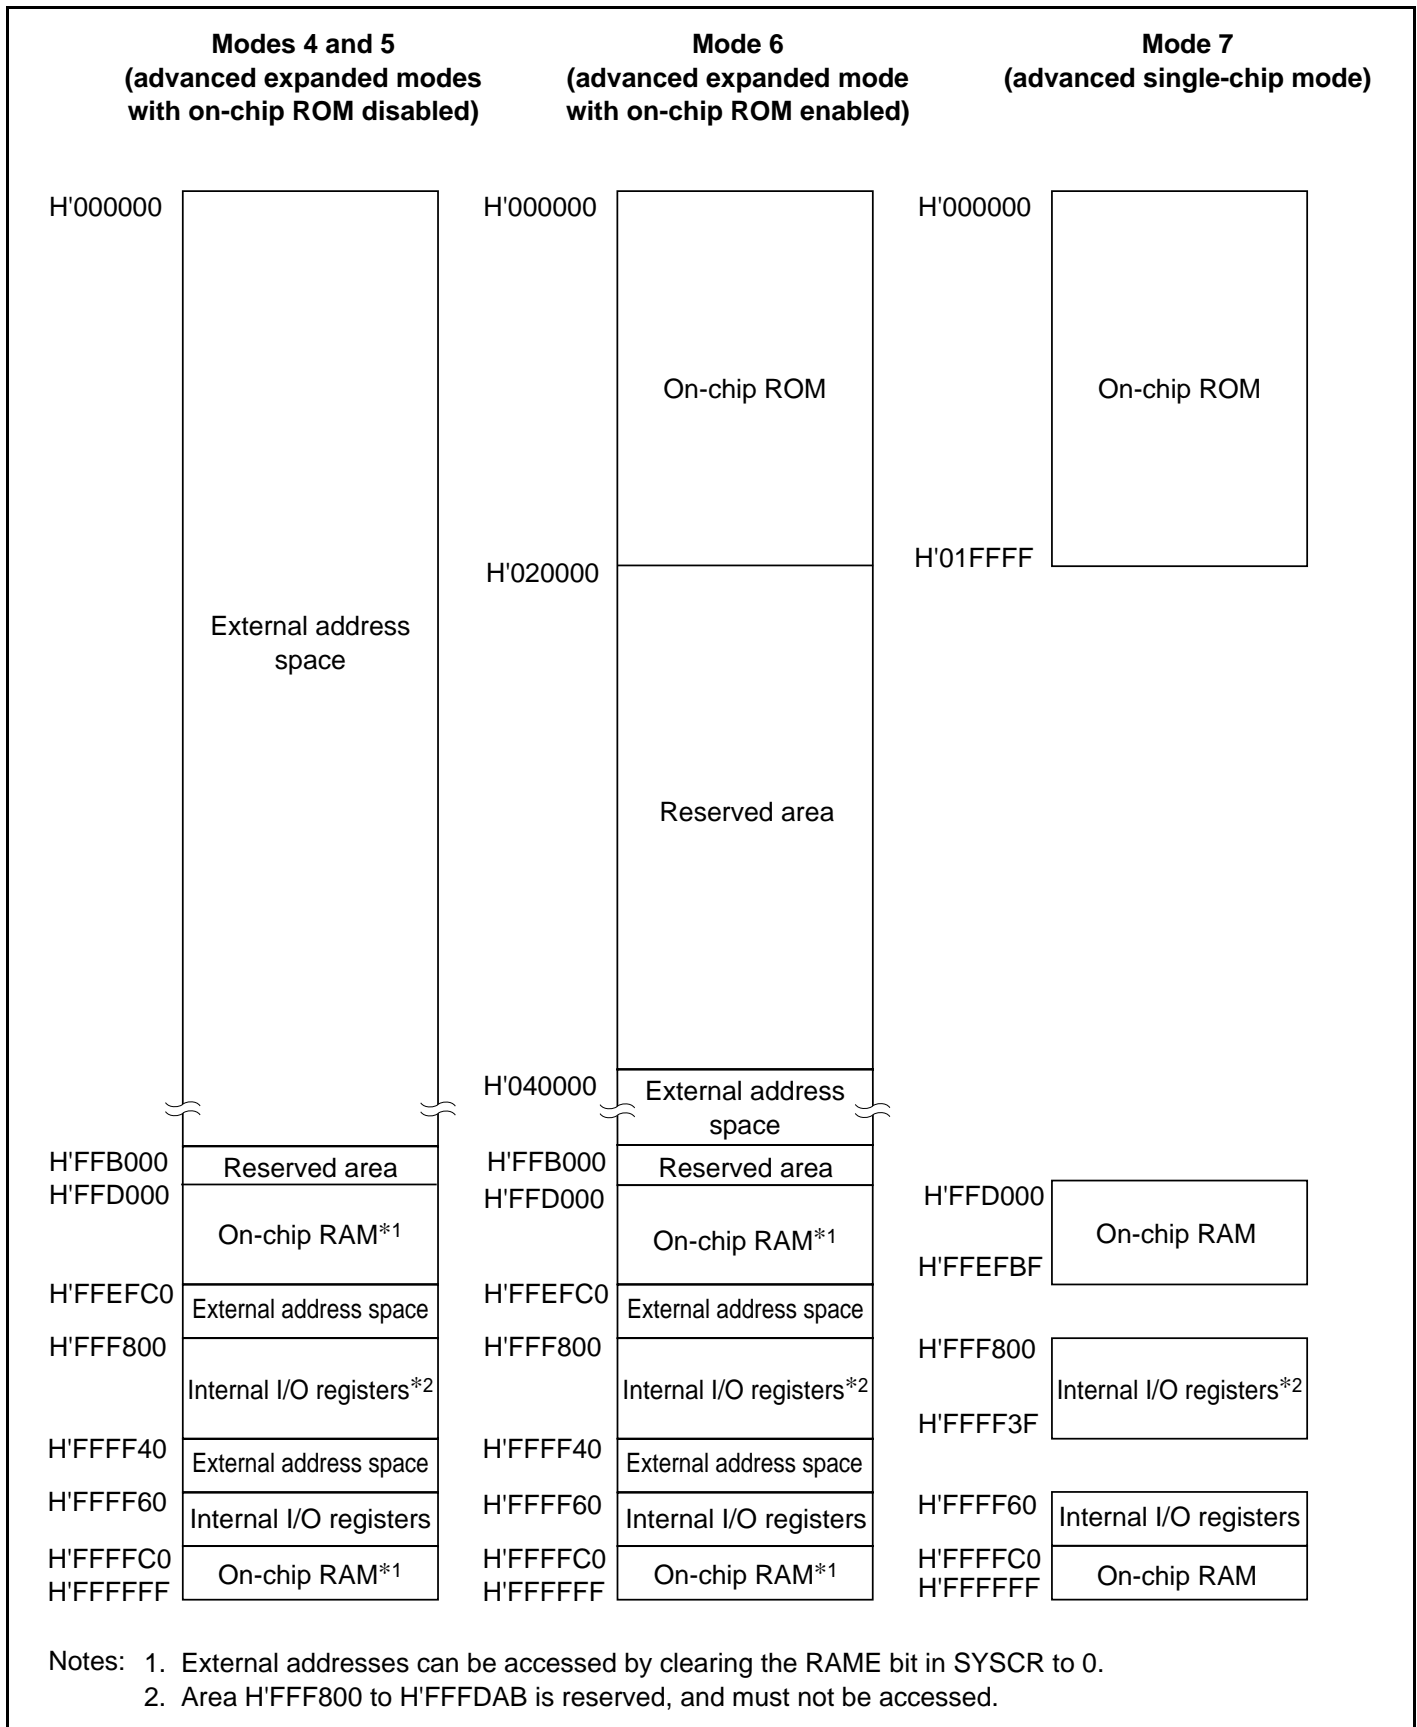 Modes 4 and 5
(advanced expanded modes
with on-chip ROM disabled)
H'000000
External address
space
H'FFB000
Reserved area
H'FFD000
On-chip RAM*1
H'FFEFC0
External address space
H'FFF800
Internal I/O registers*2
H'FFFF40
External address space
H'FFFF60
Internal I/O registers
H'FFFFC0
On-chip RAM*1
H'FFFFFF
Mode 6
(advanced expanded mode
with on-chip ROM enabled)
H'000000
On-chip ROM
H'020000
Reserved area
H'040000
External address
space
H'FFB000
Reserved area
H'FFD000
On-chip RAM*1
H'FFEFC0
External address space
H'FFF800
Internal I/O registers*2
H'FFFF40
External address space
H'FFFF60
Internal I/O registers
H'FFFFC0
On-chip RAM*1
H'FFFFFF
Mode 7
(advanced single-chip mode)
H'000000
On-chip ROM
H'01FFFF
H'FFD000
On-chip RAM
H'FFEFBF
H'FFF800
Internal I/O registers*2
H'FFFF3F
H'FFFF60
Internal I/O registers
H'FFFFC0
On-chip RAM
H'FFFFFF
Notes: 1. External addresses can be accessed by clearing the RAME bit in SYSCR to 0.
2. Area H'FFF800 to H'FFFDAB is reserved, and must not be accessed.